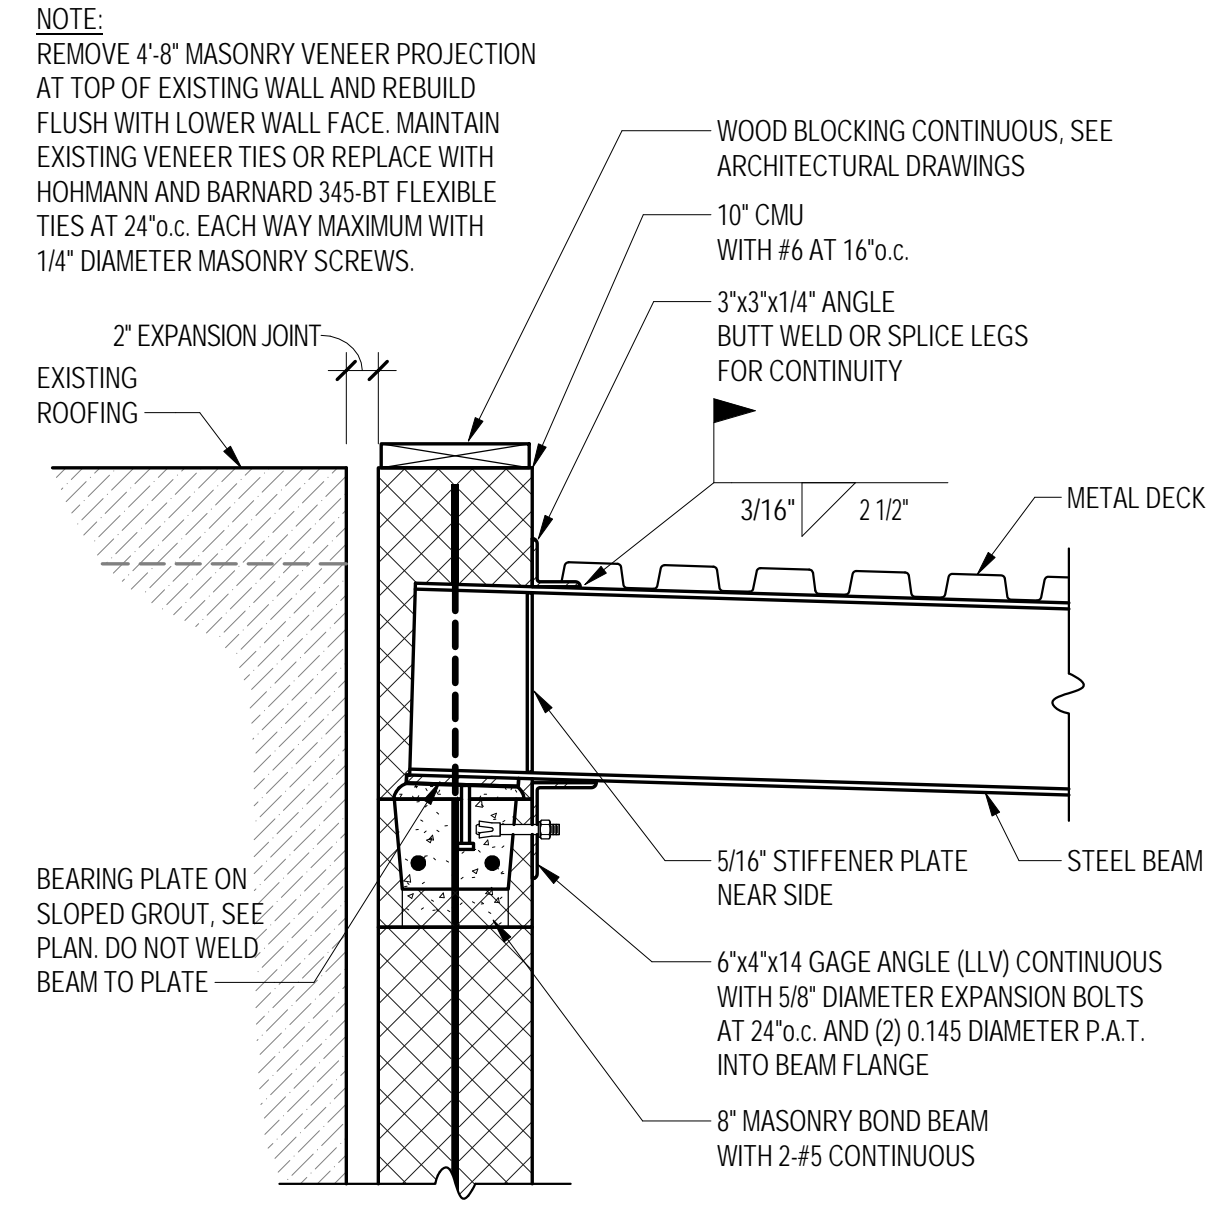 NOTE:
REMOVE 4'-8" MASONRY VENEER PROJECTION
AT TOP OF EXISTING WALL AND REBUILD
FLUSH WITH LOWER WALL FACE. MAINTAIN
EXISTING VENEER TIES OR REPLACE WITH
HOHMANN AND BARNARD 345-BT FLEXIBLE
TIES AT 24"o.c. EACH WAY MAXIMUM WITH
1/4" DIAMETER MASONRY SCREWS.
2" EXPANSION JOINT
EXISTING
ROOFING
WOOD BLOCKING CONTINUOUS, SEE
ARCHITECTURAL DRAWINGS
10" CMU
WITH #6 AT 16"o.c.
3"x3"x1/4" ANGLE
BUTT WELD OR SPLICE LEGS
FOR CONTINUITY
3/16" 2 1/2"
METAL DECK
BEARING PLATE ON
SLOPED GROUT, SEE
PLAN. DO NOT WELD
BEAM TO PLATE
5/16" STIFFENER PLATE
NEAR SIDE
STEEL BEAM
6"x4"x14 GAGE ANGLE (LLV) CONTINUOUS
WITH 5/8" DIAMETER EXPANSION BOLTS
AT 24"o.c. AND (2) 0.145 DIAMETER P.A.T.
INTO BEAM FLANGE
8" MASONRY BOND BEAM
WITH 2-#5 CONTINUOUS